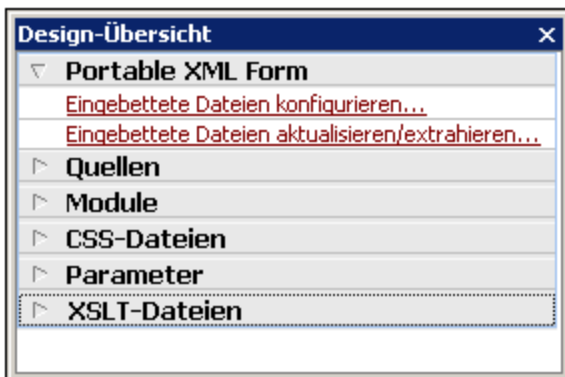 Design-Übersicht
Portable XML Form
Eingebettete Dateien konfigurieren...
Eingebettete Dateien aktualisieren/extrahieren...
Quellen
Module
CSS-Dateien
Parameter
XSLT-Dateien